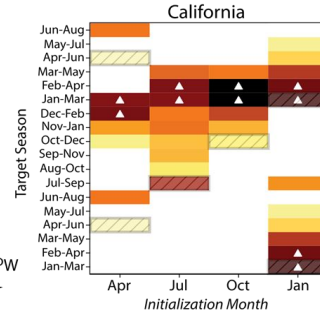 California
Jun-Aug
May-Jul
Apr-Jun
Mar-May
Feb-Apr
Jan-Mar
Dec-Feb
Nov-Jan
Oct-Dec
Sep-Nov
Aug-Oct
Jul-Sep
Jun-Aug
May-Jul
Apr-Jun
Mar-May
Feb-Apr
Jan-Mar
Target Season
Apr Jul Oct Jan
Initialization Month